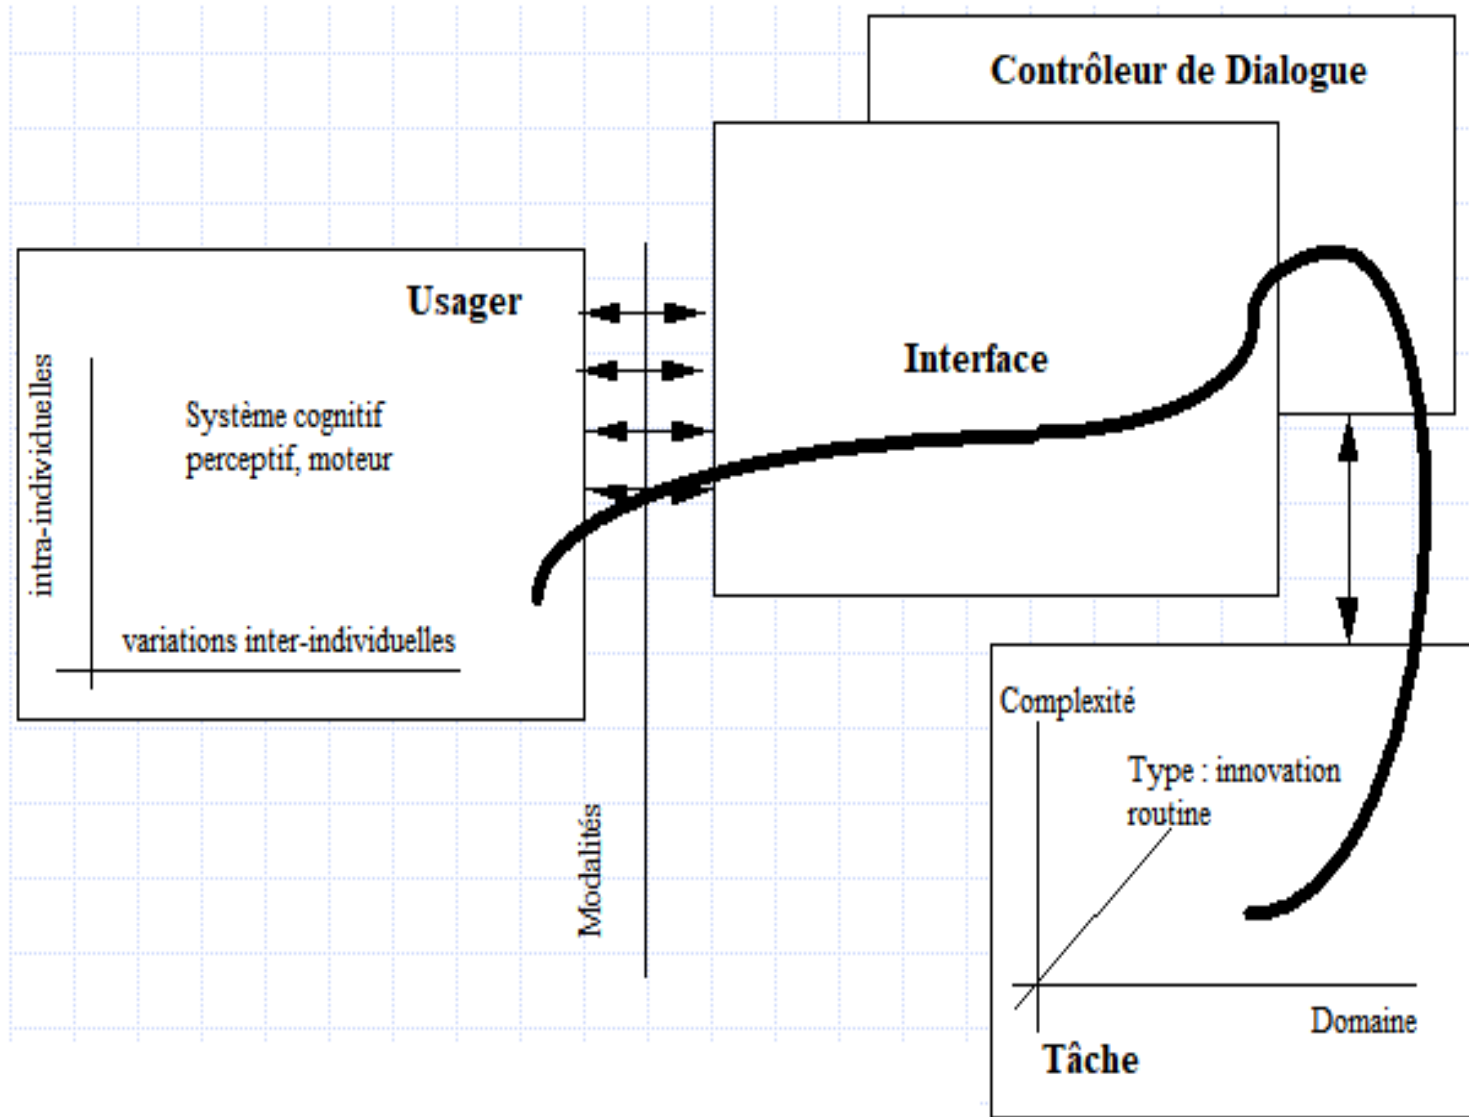 Contrôleur de Dialogue
Usager
Interface
intra-individuelles
Système cognitif
perceptif, moteur
variations inter-individuelles
Modalités
Complexité
Type : innovation
routine
Domaine
Tâche